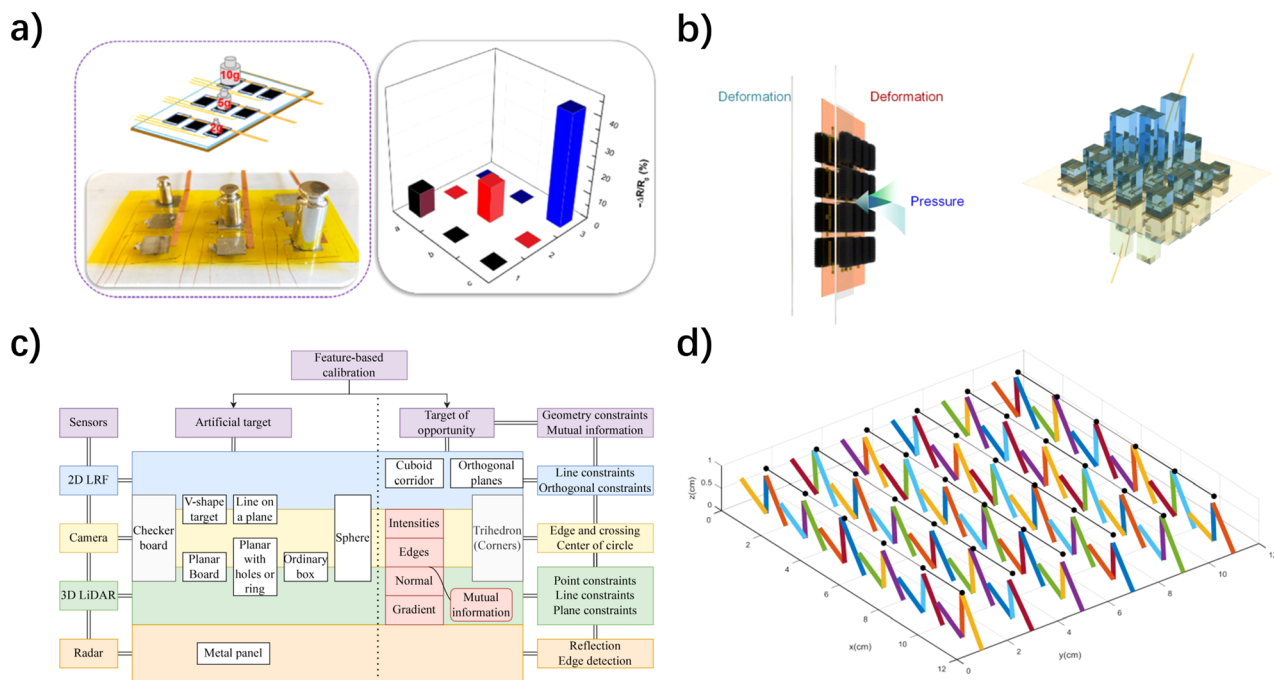 a)
10g
5g
2g
40
30
20
10
0
-ΔR/R₀ (%)
1
2
3
b)
Deformation
Deformation
Pressure
c)
Feature-based
calibration
Sensors
Artificial target
Target of
opportunity
Geometry constraints
Mutual information
2D LRF
Cuboid
corridor
Orthogonal
planes
Line constraints
Orthogonal constraints
Camera
Checker
board
V-shape
target
Line on
a plane
Sphere
Intensities
Edges
Trihedron
(Corners)
Edge and crossing
Center of circle
Planar
Board
Planar
with
holes or
ring
Ordinary
box
3D LiDAR
Normal
Gradient
Mutual
information
Point constraints
Line constraints
Plane constraints
Radar
Metal panel
Reflection
Edge detection
d)
1
0.5
0
z(cm)
0
2
4
6
8
10
12
x(cm)
0
2
4
6
8
10
12
y(cm)